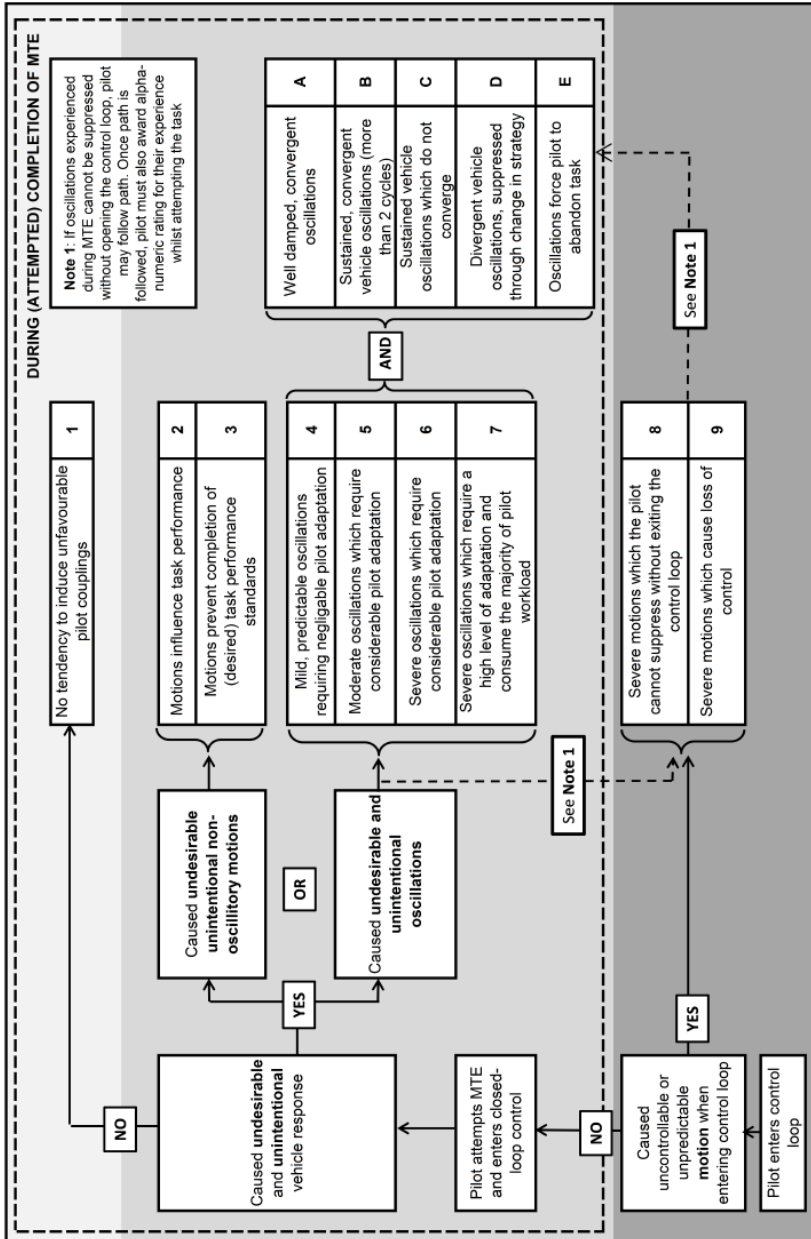 DURING (ATTEMPTED) COMPLETION OF MTE
Note 1: If oscillations experienced
during MTE cannot be suppressed
without opening the control loop, pilot
may follow path. Once path is
followed, pilot must also award alpha-
numeric rating for their experience
whilst attempting the task
NO
No tendency to induce unfavourable
pilot couplings
1
Caused undesirable
and unintentional
vehicle response
YES
Caused undesirable
unintentional non-
oscillitory motions
OR
Caused undesirable and
unintentional
oscillations
Motions influence task performance
2
Motions prevent completion of
(desired) task performance
standards
3
Mild, predictable oscillations
requiring negligable pilot adaptation
4
Moderate oscillations which require
considerable pilot adaptation
5
Severe oscillations which require
considerable pilot adaptation
6
Severe oscillations which require a
high level of adaptation and
consume the majority of pilot
workload
7
AND
Well damped, convergent
oscillations
A
Sustained, convergent
vehicle oscillations (more
than 2 cycles)
B
Sustained vehicle
oscillations which do not
converge
C
Divergent vehicle
oscillations, suppressed
through change in strategy
D
Oscillations force pilot to
abandon task
E
Pilot attempts MTE
and enters closed-
loop control
See Note 1
NO
Caused
uncontrollable or
unpredictable
motion when
entering control loop
YES
Severe motions which the pilot
cannot suppress without exiting the
control loop
8
Severe motions which cause loss of
control
9
See Note 1
Pilot enters control
loop